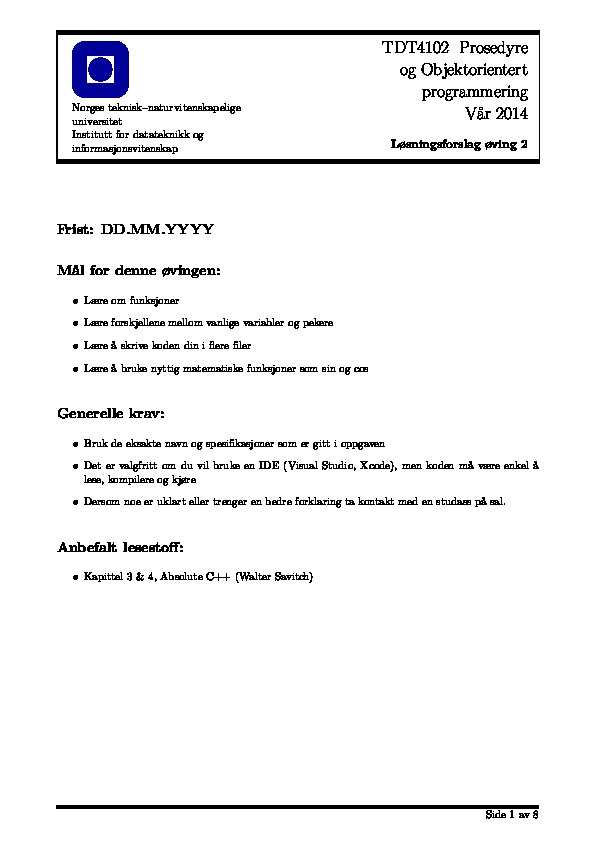 Norges teknisk–naturvitenskapelige
universitet
Institutt for datateknikk og
informasjonsvitenskap
TDT4102 Prosedyre
og Objektorientert
programmering
Vår 2014
Løsningsforslag øving 2
Frist: DD.MM.YYYY
Mål for denne øvingen:
• Lære om funksjoner
• Lære forskjellene mellom vanlige variabler og pekere
• Lære å skrive koden din i flere filer
• Lære å bruke nyttig matematiske funksjoner som sin og cos
Generelle krav:
• Bruk de eksakte navn og spesifikasjoner som er gitt i oppgaven
• Det er valgfritt om du vil bruke en IDE (Visual Studio, Xcode), men koden må være enkel å
lese, kompilere og kjøre
• Dersom noe er uklart eller trenger en bedre forklaring ta kontakt med en studass på sal.
Anbefalt lesestoff:
• Kapittel 3 & 4, Absolute C++ (Walter Savitch)
Side 1 av 8